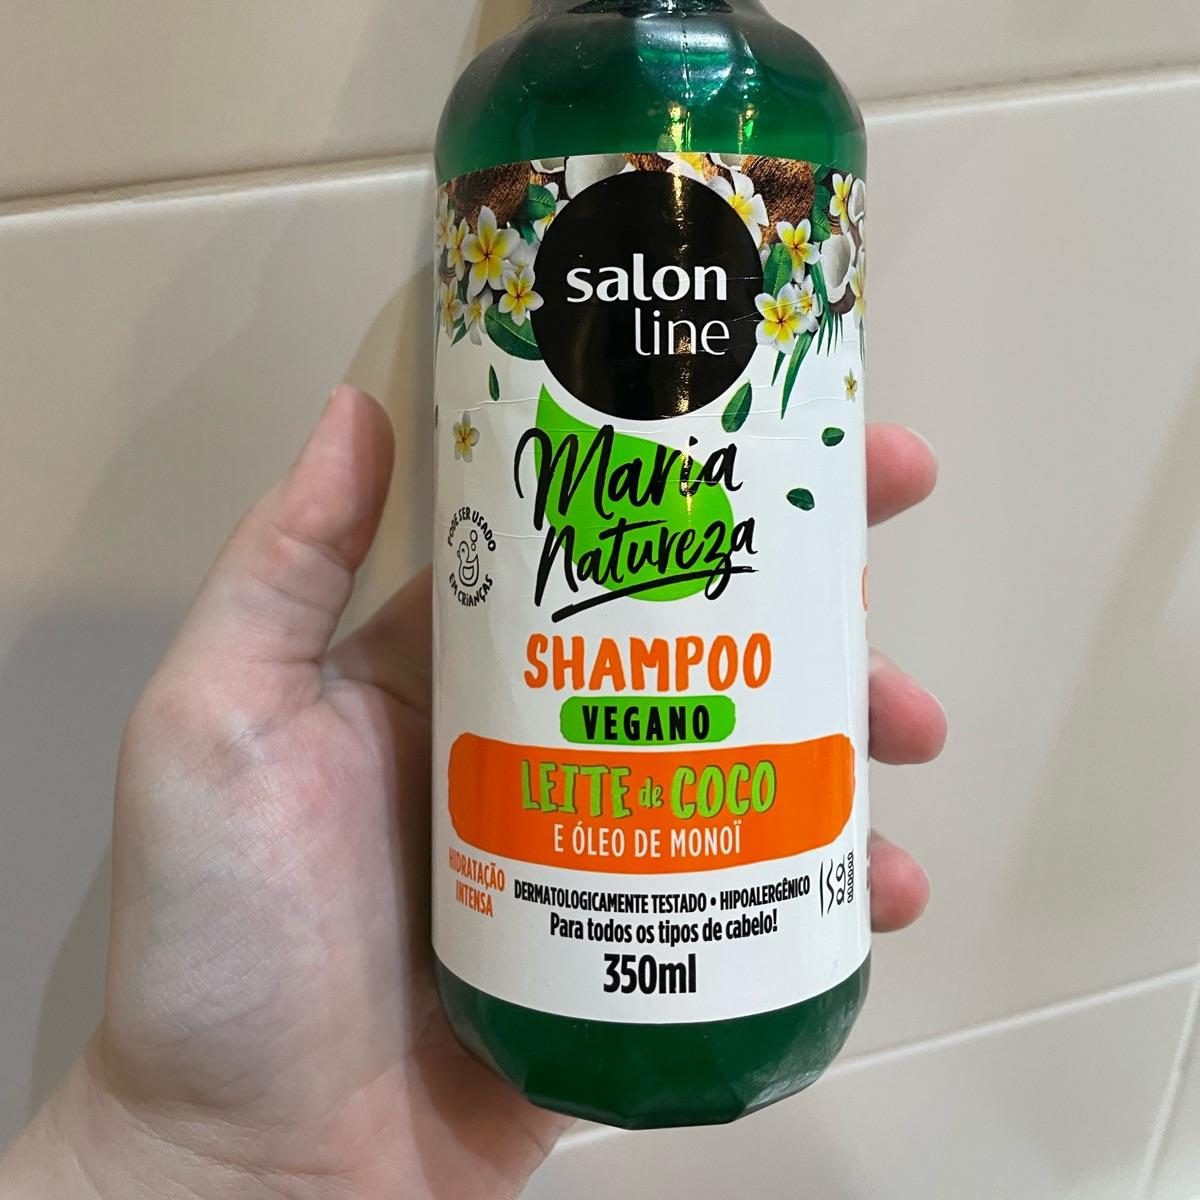 salon
line
Maria
Natureza
PODE SER USADO
EM CRIANÇAS
SHAMPOO
VEGANO
LEITE de COCO
E ÓLEO DE MONOÏ
HIDRATAÇÃO
INTENSA
DERMATOLOGICAMENTE TESTADO • HIPOALERGÊNICO
Para todos os tipos de cabelo!
350ml